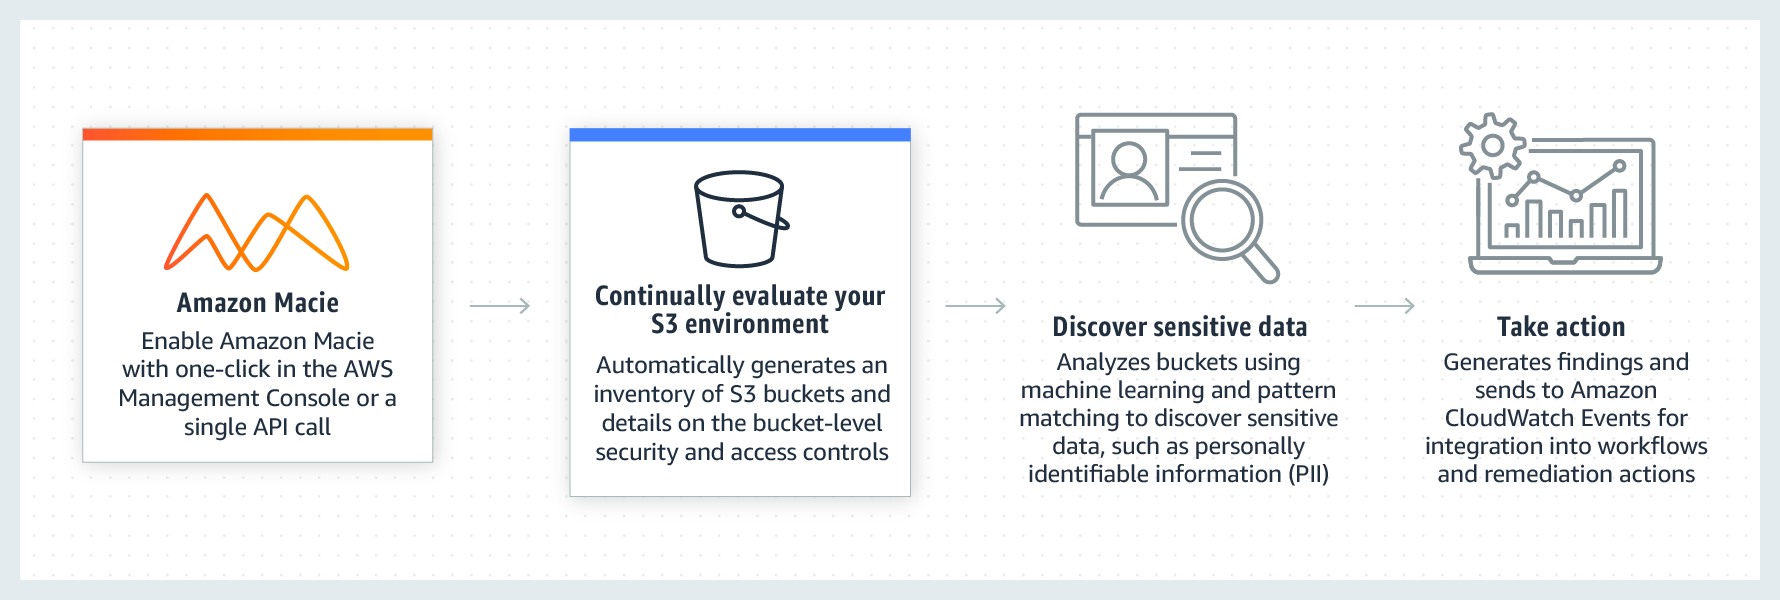 Amazon Macie
Enable Amazon Macie
with one-click in the AWS
Management Console or a
single API call
Continually evaluate your
S3 environment
Automatically generates an
inventory of S3 buckets and
details on the bucket-level
security and access controls
Discover sensitive data
Analyzes buckets using
machine learning and pattern
matching to discover sensitive
data, such as personally
identifiable information (PII)
Take action
Generates findings and
sends to Amazon
CloudWatch Events for
integration into workflows
and remediation actions